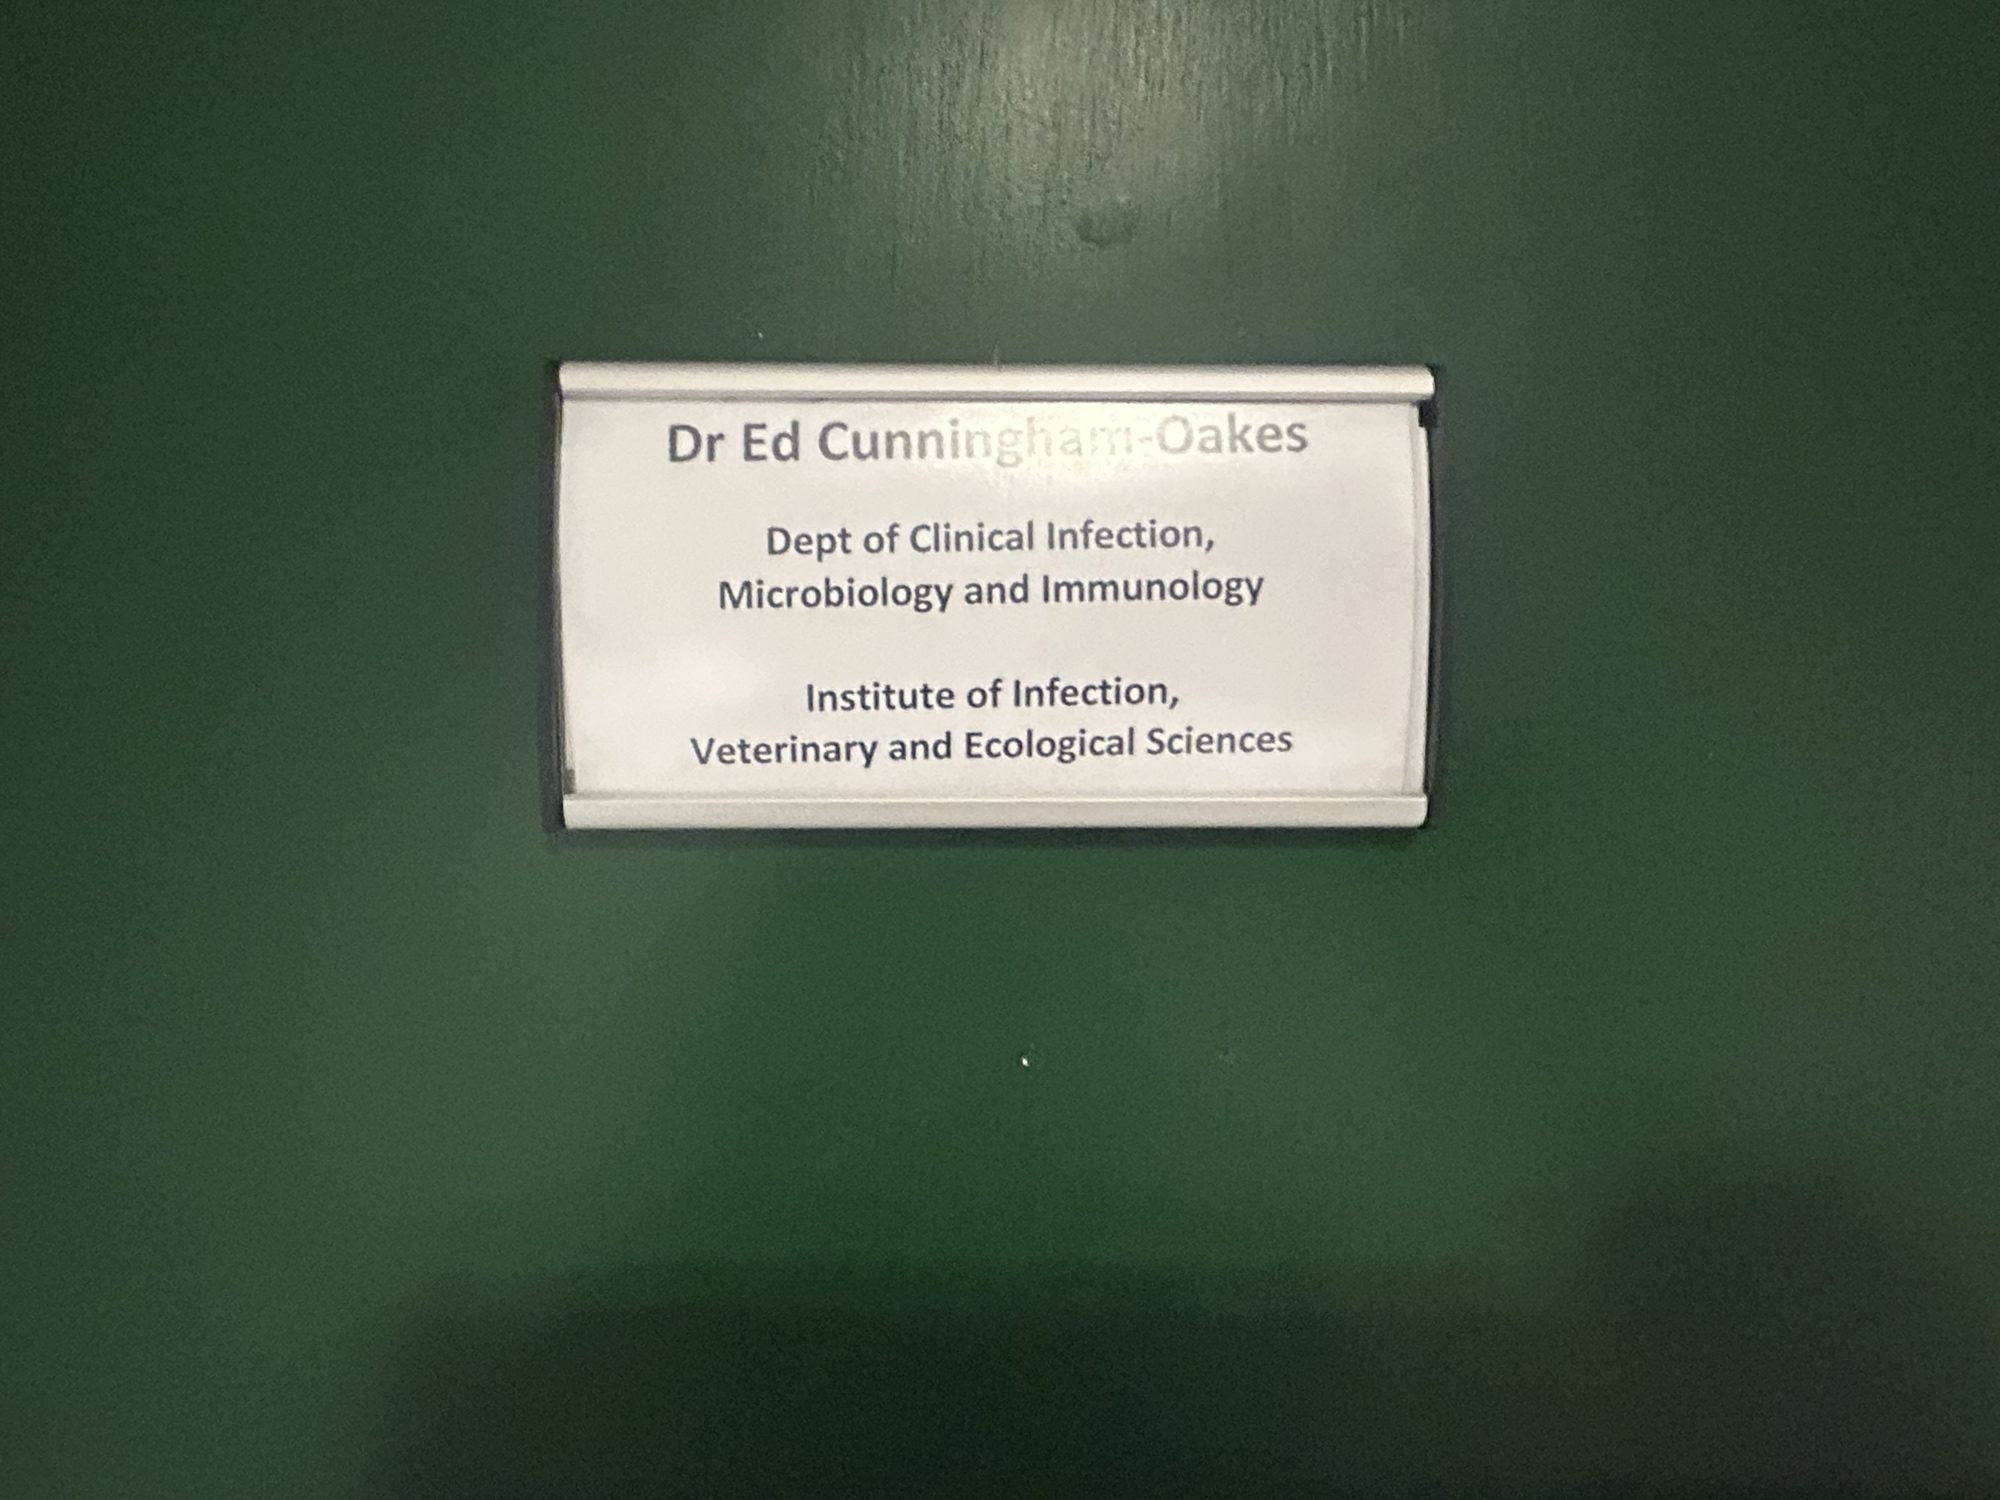 Dr Ed Cunningham-Oakes
Dept of Clinical Infection,
Microbiology and Immunology
Institute of Infection,
Veterinary and Ecological Sciences